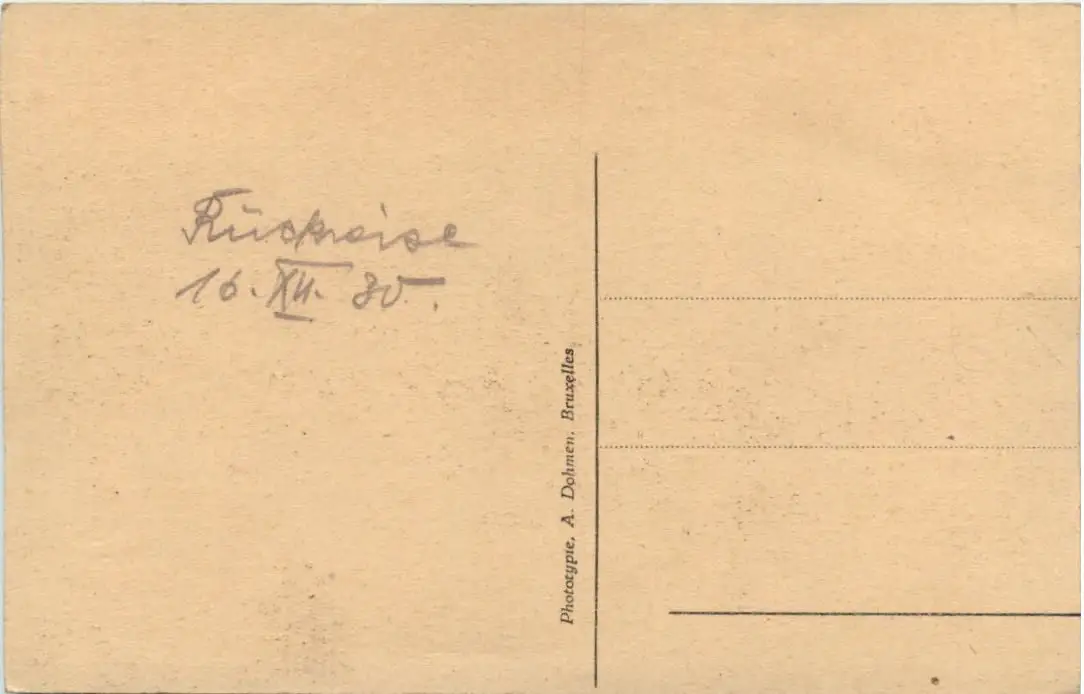 Rückreise
16. XII. 30.
Phototypie, A. Dohmen, Bruxelles